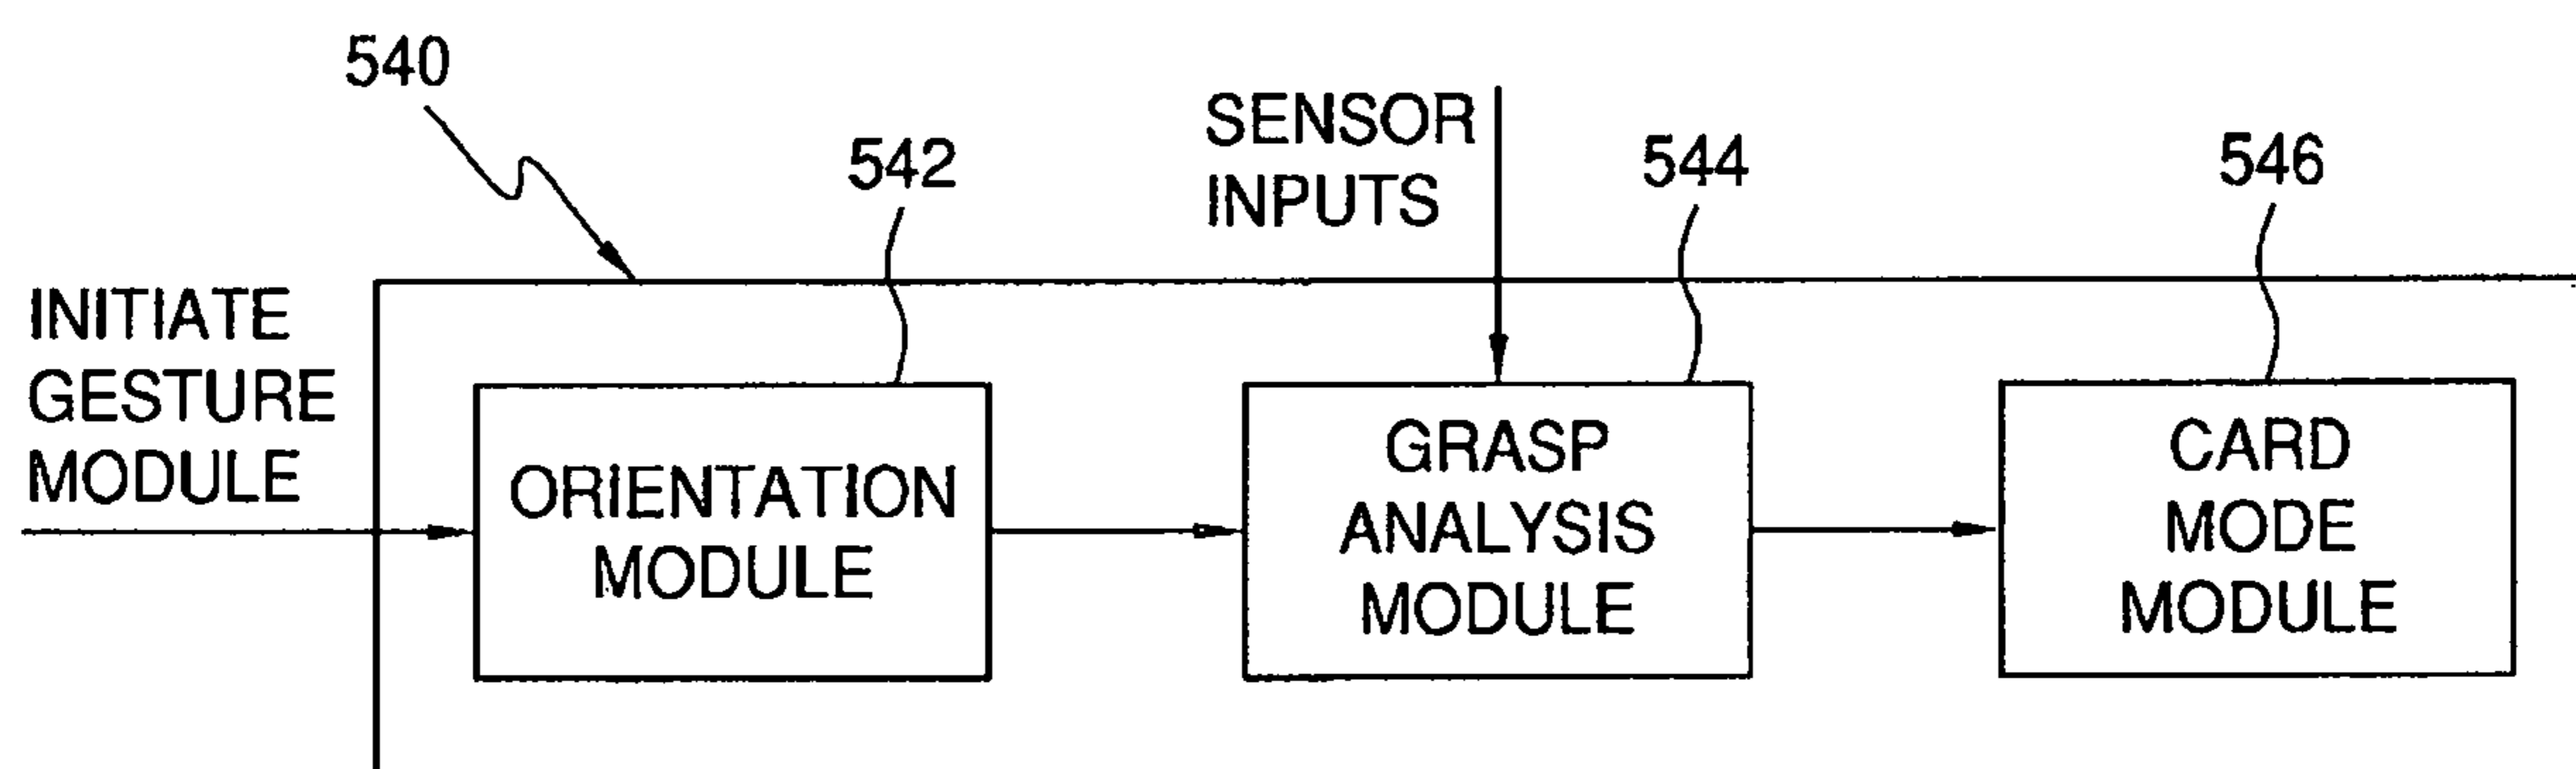 540
542
SENSOR
INPUTS
544
546
INITIATE
GESTURE
MODULE
ORIENTATION
MODULE
GRASP
ANALYSIS
MODULE
CARD
MODE
MODULE